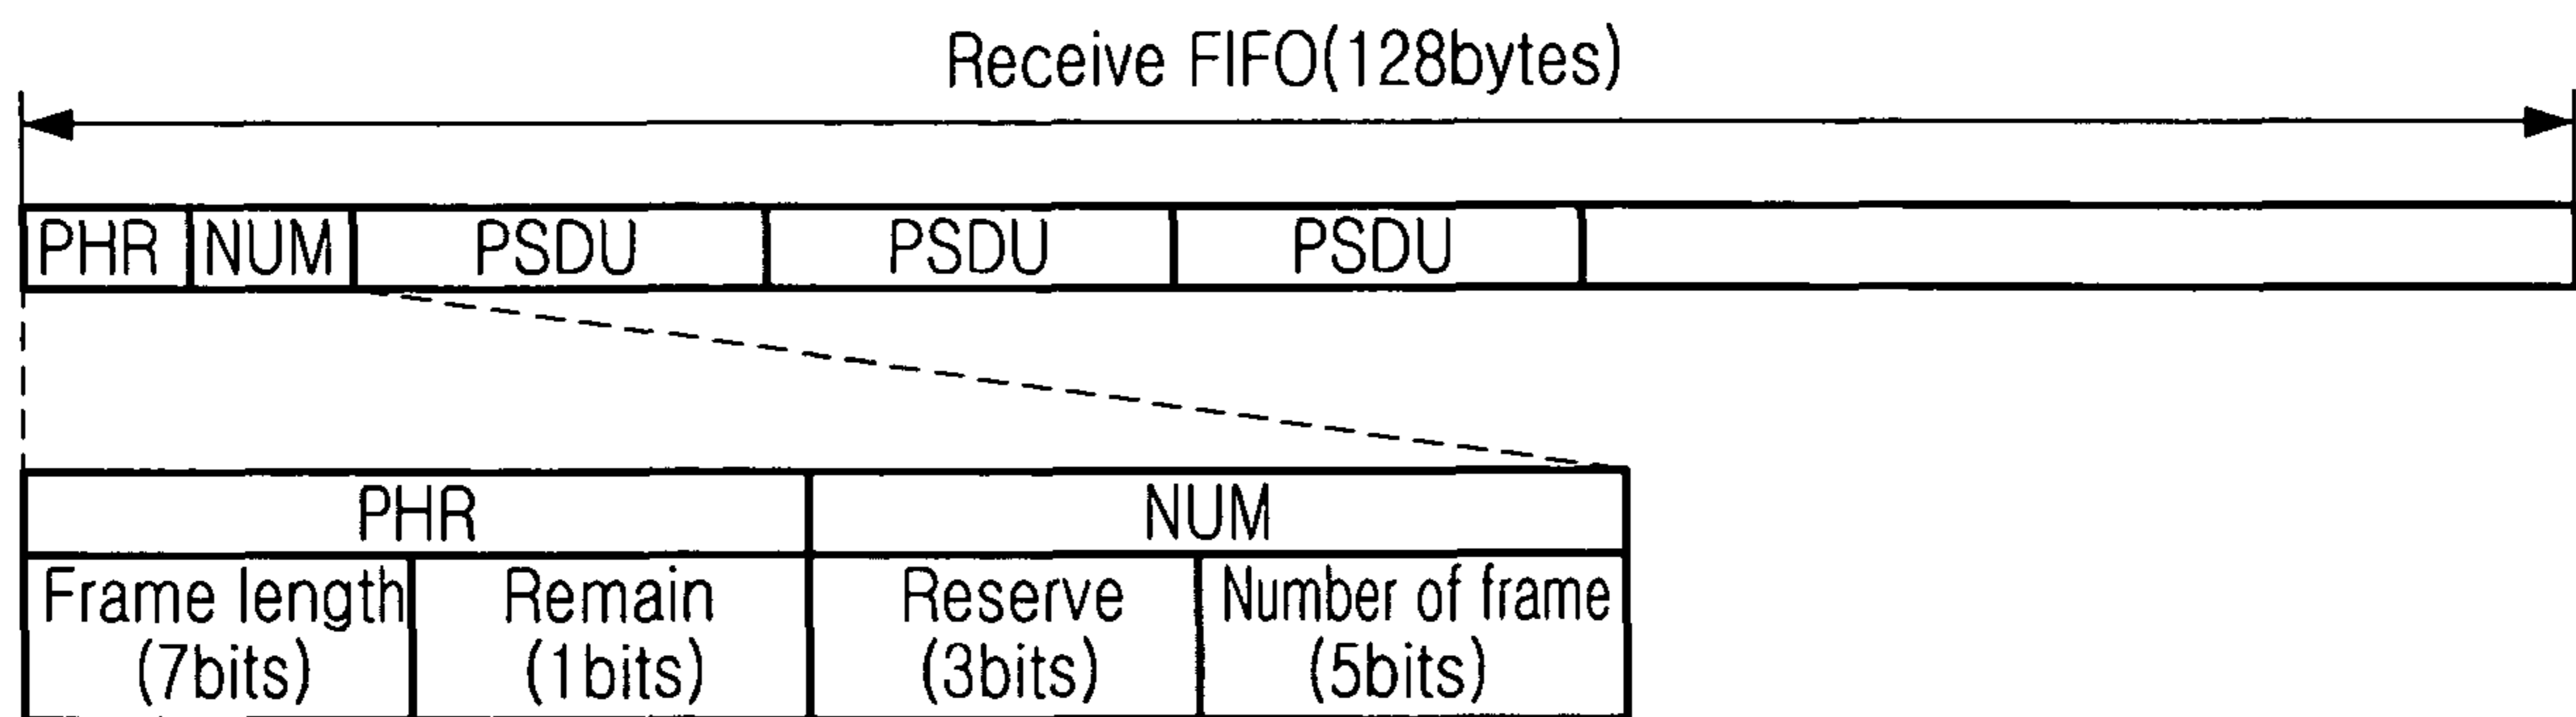 Receive FIFO(128bytes)
PHR NUM PSDU PSDU PSDU
PHR NUM
Frame length Remain Reserve Number of frame
(7bits) (1bits) (3bits) (5bits)